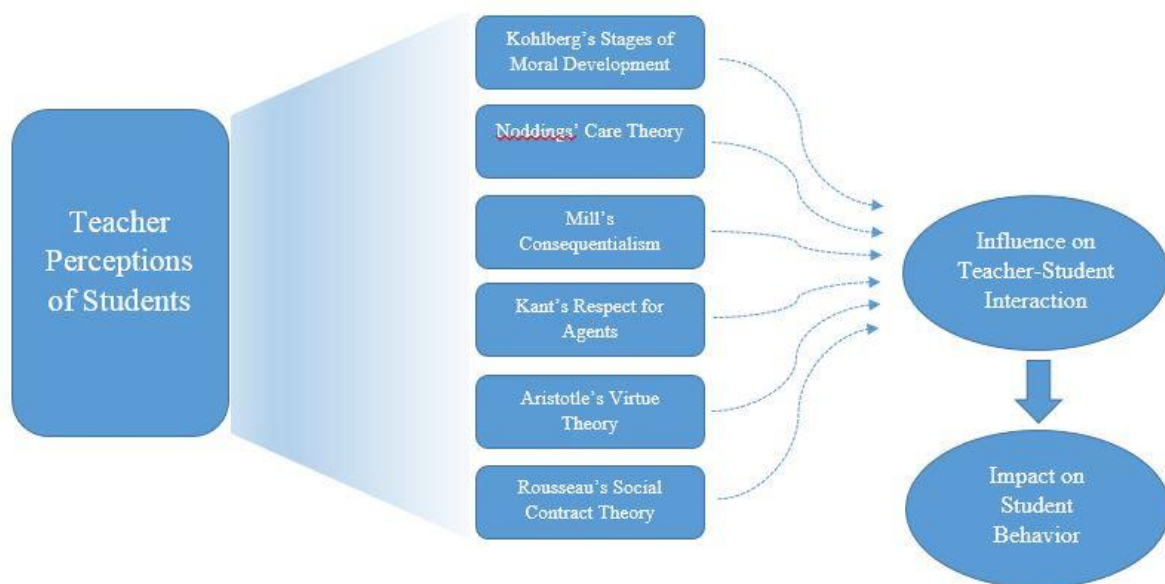 Teacher
Perceptions
of Students
Kohlberg's Stages of
Moral Development
Noddings' Care Theory
Mill's
Consequentialism
Kant's Respect for
Agents
Aristotle's Virtue
Theory
Rousseau's Social
Contract Theory
Influence on
Teacher-Student
Interaction
Impact on
Student
Behavior